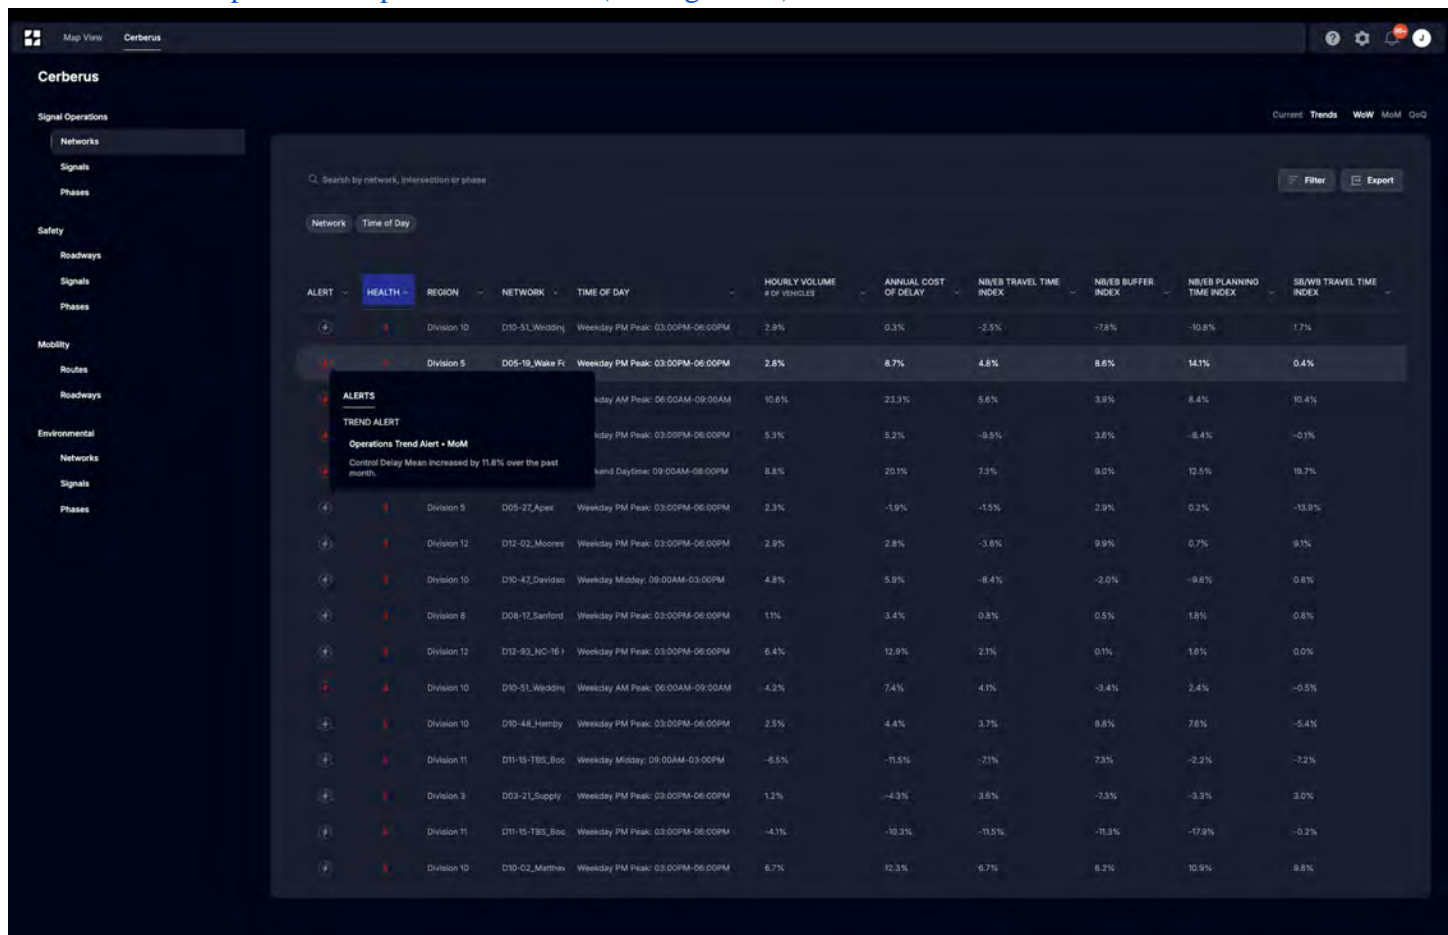 Map View Cerberus 99+ J
Cerberus
Signal Operations
Current Trends WoW MoM QoQ
Networks
Signals
Phases
Safety
Roadways
Signals
Phases
Mobility
Routes
Roadways
Environmental
Networks
Signals
Phases
Search by network, intersection or phase
Filter Export
Network Time of Day
ALERT HEALTH REGION NETWORK TIME OF DAY HOURLY VOLUME # OF VEHICLES ANNUAL COST OF DELAY NB/EB TRAVEL TIME INDEX NB/EB BUFFER INDEX NB/EB PLANNING TIME INDEX SB/WB TRAVEL TIME INDEX
Division 10 D10-51_Wedding Weekday PM Peak: 03:00PM-06:00PM 2.9% 0.3% -2.5% -7.8% -10.8% 1.7%
Division 5 D05-19_Wake Fo Weekday PM Peak: 03:00PM-06:00PM 2.8% 8.7% 4.8% 8.6% 14.1% 0.4%
kday AM Peak: 06:00AM-09:00AM 10.6% 23.3% 5.6% 3.9% 8.4% 10.4%
kday PM Peak: 03:00PM-06:00PM 5.3% 5.2% -9.5% 3.6% -8.4% -0.1%
kend Daytime: 09:00AM-08:00PM 8.8% 20.1% 7.3% 9.0% 12.5% 19.7%
ALERTS
TREND ALERT
Operations Trend Alert • MoM
Control Delay Mean increased by 11.8% over the past
month.
Division 5 D05-27_Apex Weekday PM Peak: 03:00PM-06:00PM 2.3% -1.9% -1.5% 2.9% 0.2% -13.9%
Division 12 D12-02_Moores Weekday PM Peak: 03:00PM-06:00PM 2.9% 2.8% -3.6% 9.9% 0.7% 9.1%
Division 10 D10-47_Davidso Weekday Midday: 09:00AM-03:00PM 4.8% 5.9% -8.4% -2.0% -9.6% 0.8%
Division 8 D08-17_Sanford Weekday PM Peak: 03:00PM-06:00PM 1.1% 3.4% 0.8% 0.5% 1.8% 0.8%
Division 12 D12-93_NC-16 Weekday PM Peak: 03:00PM-06:00PM 6.4% 12.9% 2.1% 0.1% 1.6% 0.0%
Division 10 D10-51_Wedding Weekday AM Peak: 06:00AM-09:00AM 4.2% 7.4% 4.1% -3.4% 2.4% -0.5%
Division 10 D10-48_Hemby Weekday PM Peak: 03:00PM-06:00PM 2.5% 4.4% 3.7% 8.8% 7.6% -5.4%
Division 11 D11-15-TBS_Boo Weekday Midday: 09:00AM-03:00PM -6.5% -11.5% -7.1% 7.3% -2.2% -7.2%
Division 3 D03-21_Supply Weekday PM Peak: 03:00PM-06:00PM 1.2% -4.3% 3.6% -7.3% -3.3% 3.0%
Division 11 D11-15-TBS_Boo Weekday PM Peak: 03:00PM-06:00PM -4.1% -10.3% -11.5% -11.3% -17.9% -0.2%
Division 10 D10-02_Matthew Weekday PM Peak: 03:00PM-06:00PM 6.7% 12.3% 6.7% 6.2% 10.9% 9.8%